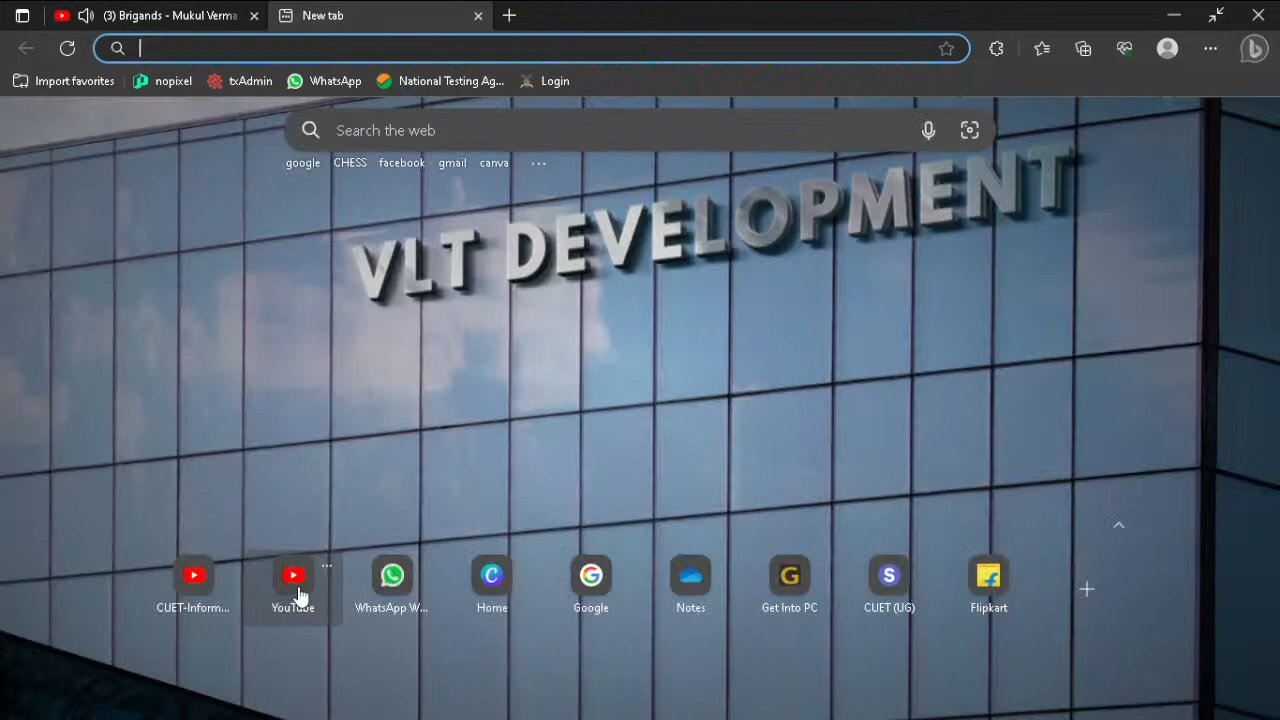 (3) Brigands - Mukul Verma
New tab
Import favorites
nopixel
txAdmin
WhatsApp
National Testing Ag...
Login
Search the web
google
CHESS
facebook
gmail
canva
VLT DEVELOPMENT
CUET-Inform...
YouTube
WhatsApp W...
Home
Google
Notes
Get Into PC
CUET (UG)
Flipkart